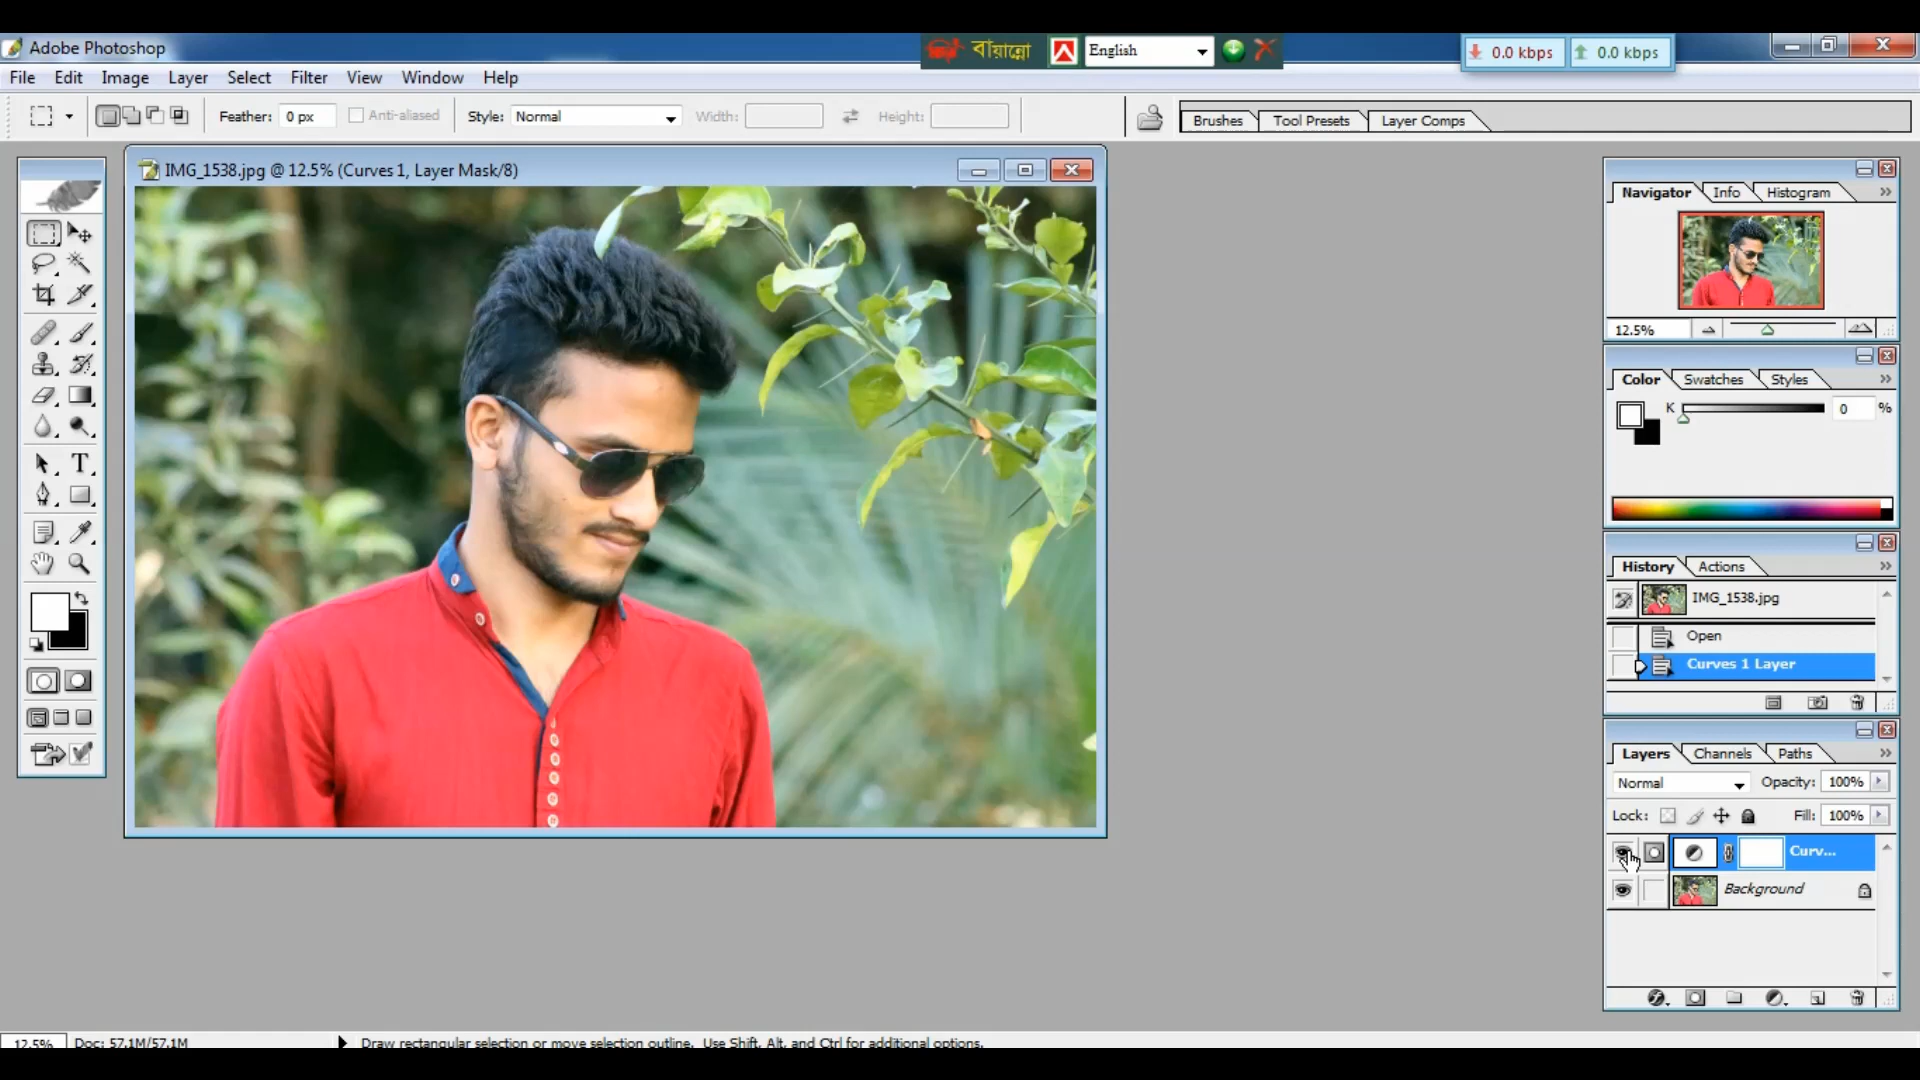 Adobe Photoshop
বায়ান্নো
English
0.0 kbps
0.0 kbps
File Edit Image Layer Select Filter View Window Help
Feather: 0 px Anti-aliased Style: Normal Width: Height:
Brushes Tool Presets Layer Comps
IMG_1538.jpg @ 12.5% (Curves 1, Layer Mask/8)
Navigator Info Histogram
12.5%
Color Swatches Styles
K 0 %
History Actions
IMG_1538.jpg
Open
Curves 1 Layer
Layers Channels Paths
Normal Opacity: 100%
Lock: Fill: 100%
Curv...
Background
T
12.5% Doc: 57.1M/57.1M Draw rectangular selection or move selection outline. Use Shift, Alt, and Ctrl for additional options.